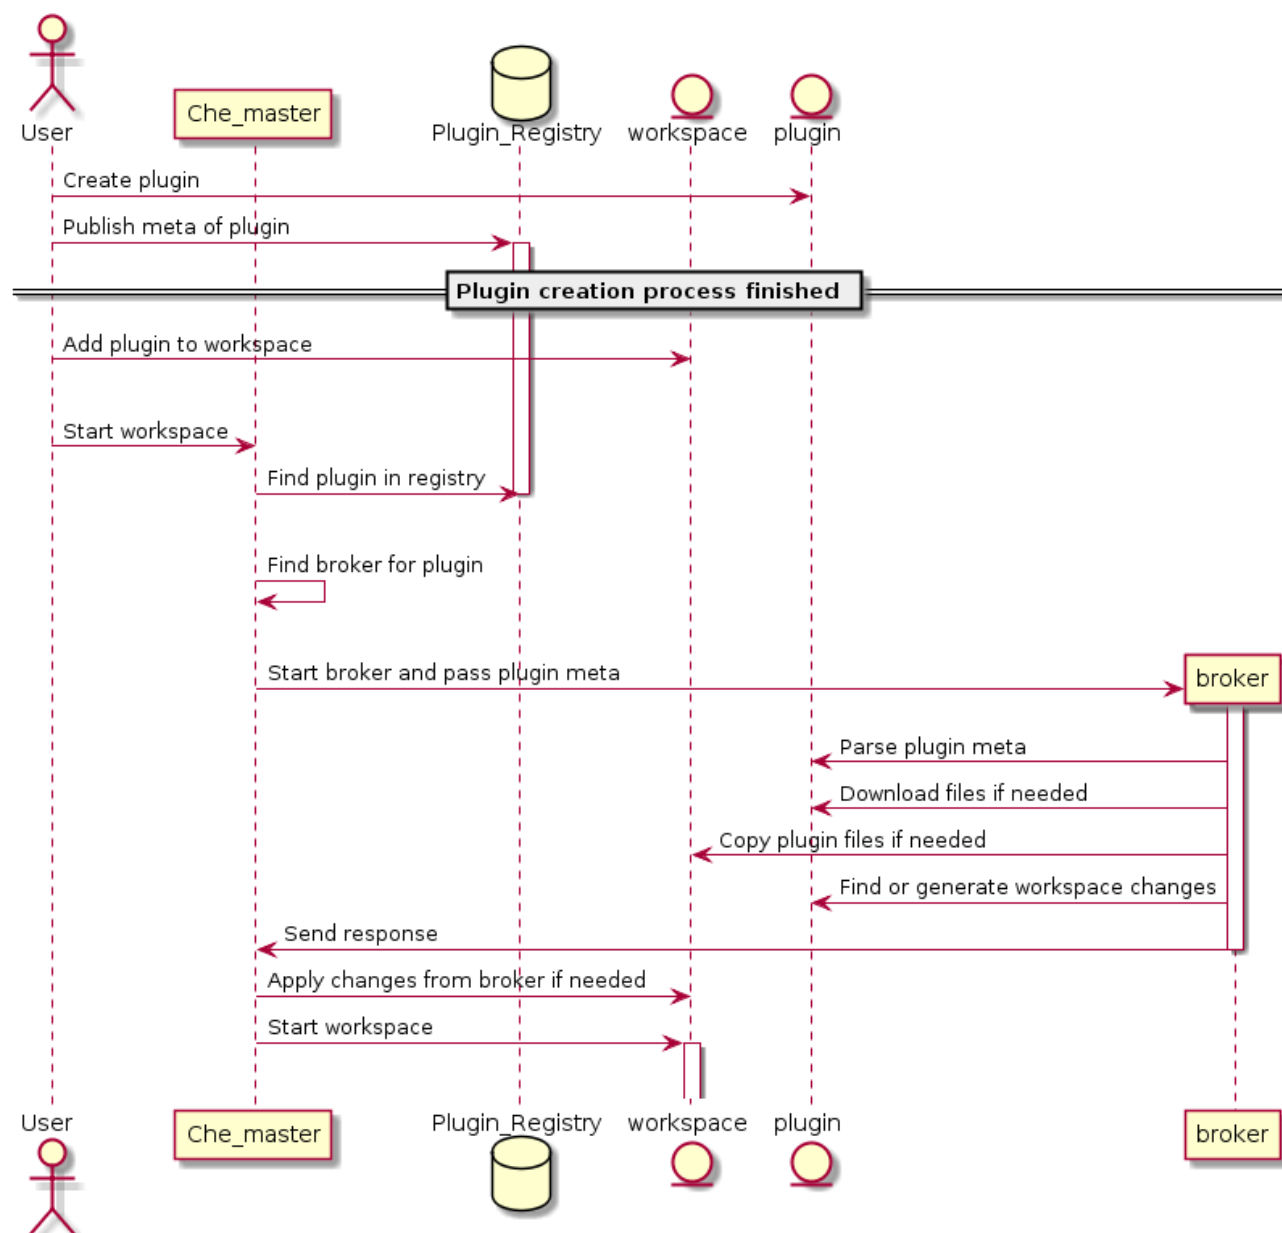 User
Che_master
Plugin_Registry
workspace
plugin
Create plugin
Publish meta of plugin
Plugin creation process finished
Add plugin to workspace
Start workspace
Find plugin in registry
Find broker for plugin
Start broker and pass plugin meta
broker
Parse plugin meta
Download files if needed
Copy plugin files if needed
Find or generate workspace changes
Send response
Apply changes from broker if needed
Start workspace
User
Che_master
Plugin_Registry
workspace
plugin
broker